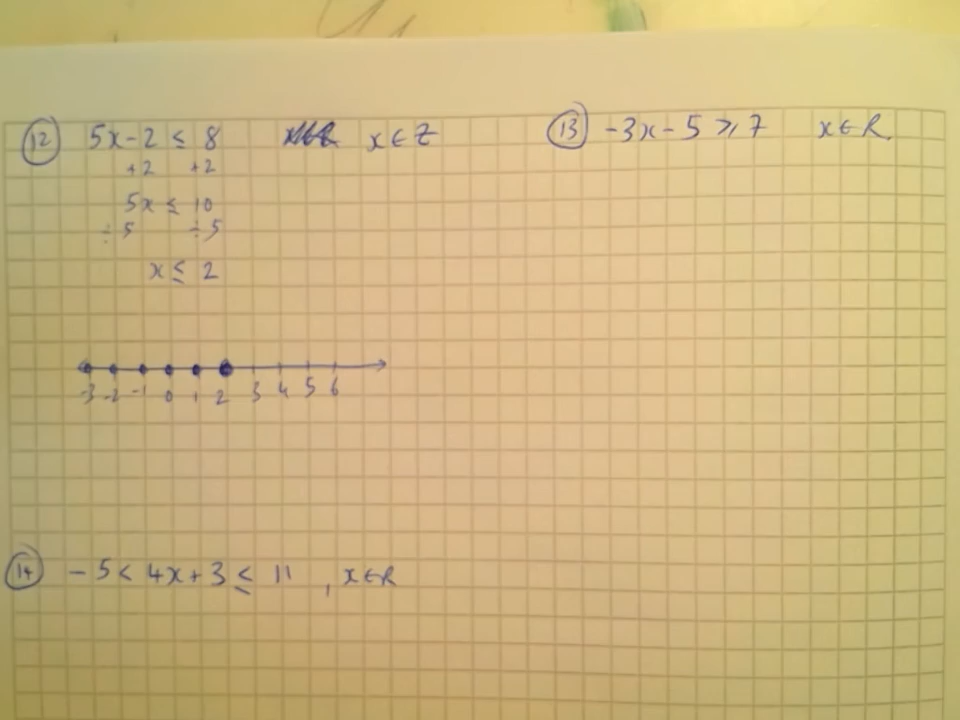 12 5x-2 ≤ 8 x∈Z
+2 +2
5x ≤ 10
÷5 ÷5
x ≤ 2
-3 -2 -1 0 1 2 3 4 5 6
13 -3x-5 ≥ 7 x∈R
14 -5 < 4x+3 ≤ 11 , x∈R